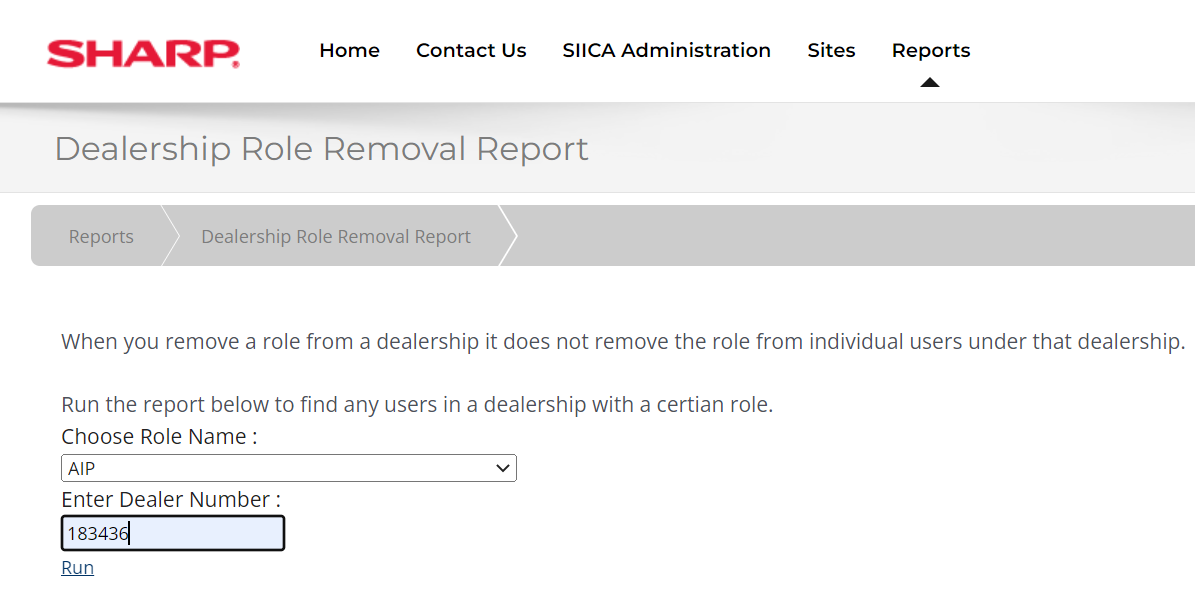 SHARP
Home Contact Us SIICA Administration Sites Reports
Dealership Role Removal Report
Reports Dealership Role Removal Report
When you remove a role from a dealership it does not remove the role from individual users under that dealership.
Run the report below to find any users in a dealership with a certian role.
Choose Role Name :
AIP
Enter Dealer Number :
183436
Run